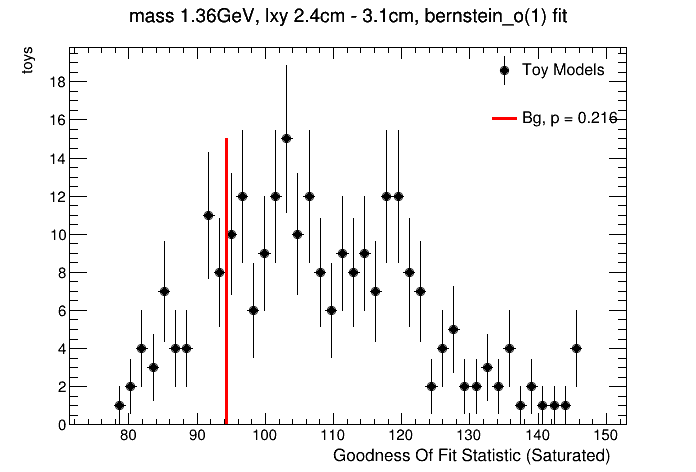 mass 1.36GeV, lxy 2.4cm - 3.1cm, bernstein_o(1) fit
toys
Toy Models
Bg, p = 0.216
18
16
14
12
10
8
6
4
2
0
80 90 100 110 120 130 140 150
Goodness Of Fit Statistic (Saturated)